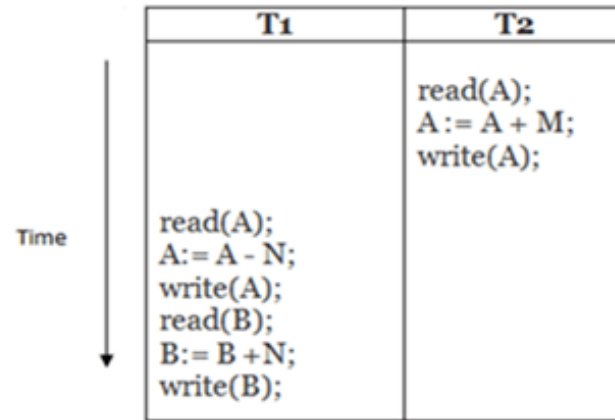 T1 T2
read(A);
A := A + M;
write(A);
Time
read(A);
A:= A - N;
write(A);
read(B);
B:= B +N;
write(B);